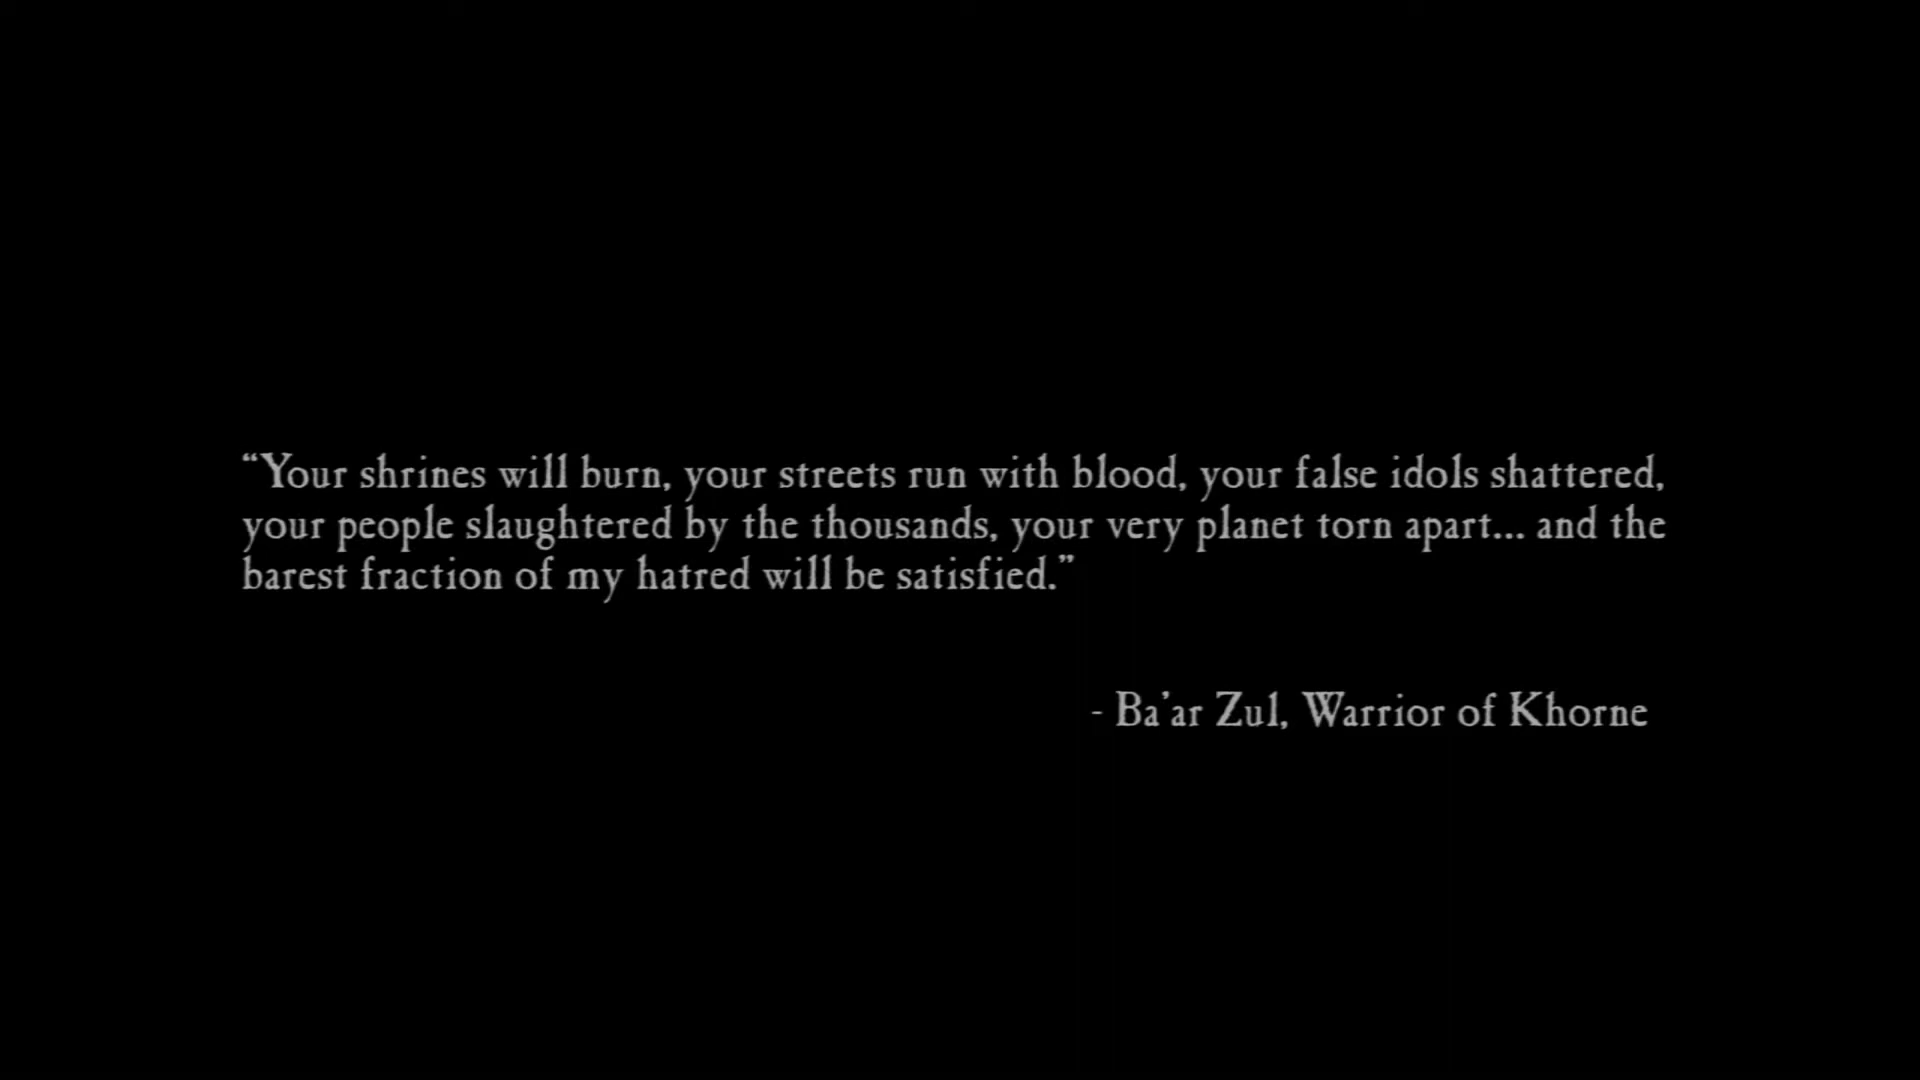 “Your shrines will burn, your streets run with blood, your false idols shattered,
your people slaughtered by the thousands, your very planet torn apart... and the
barest fraction of my hatred will be satisfied.”
- Ba’ar Zul, Warrior of Khorne